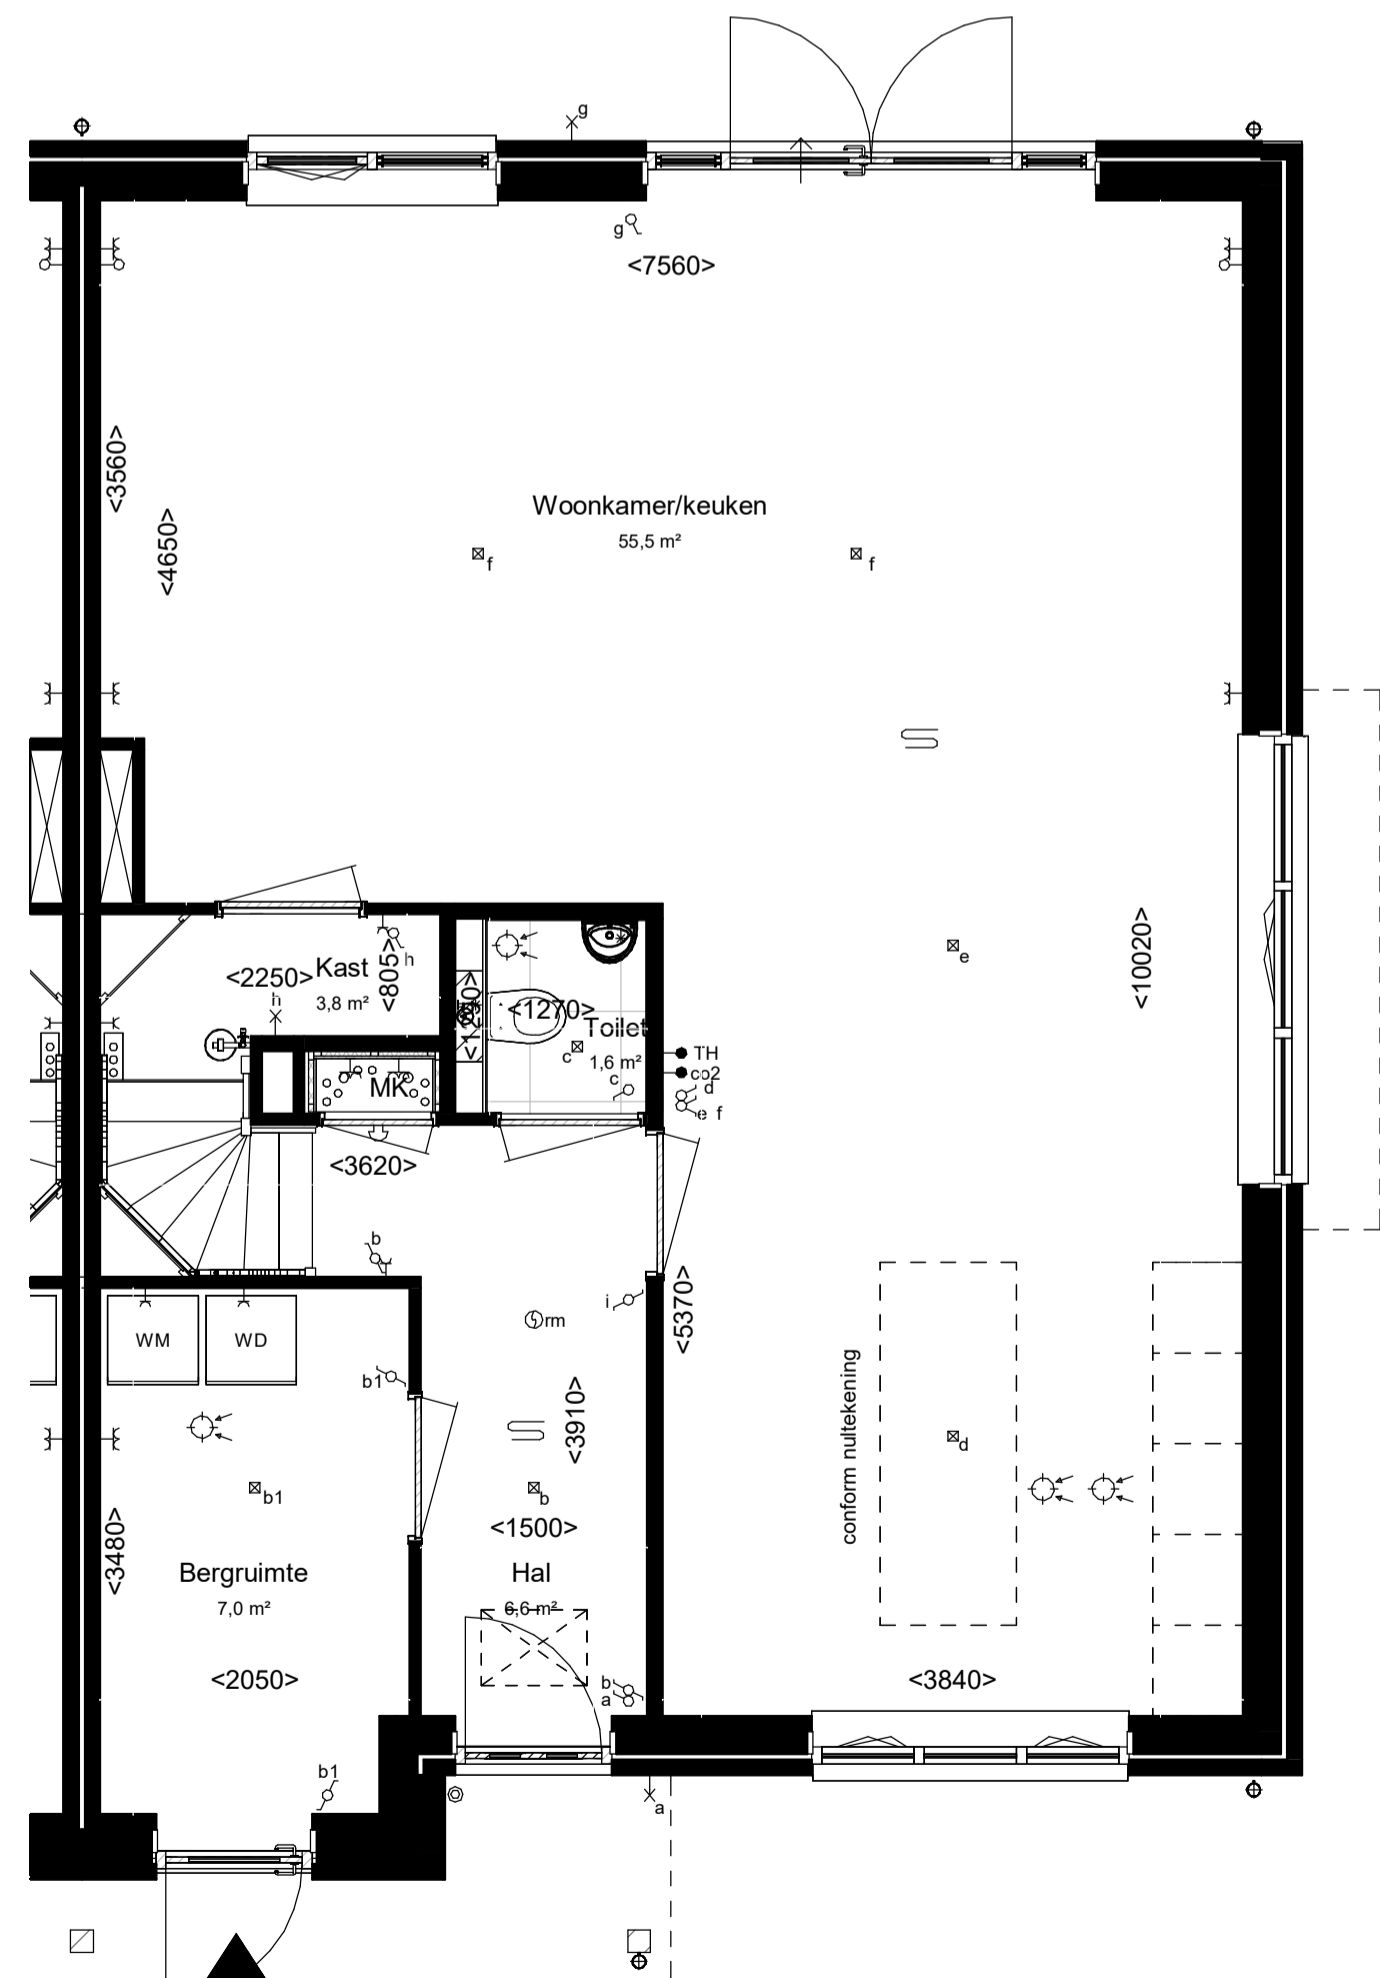 g
g
<7560>
<3560>
<4650>
Woonkamer/keuken
55,5 m²
f
f
<10020>
e
<2250>
Kast
3,8 m²
<805>
h
h
<1270>
Toilet
1,6 m²
c
c
MK
TH
co2
d
e f
<3620>
b
i
<5370>
rm
WM
WD
b1
<3910>
conform nultekening
d
b1
b
<3480>
<1500>
Bergruimte
7,0 m²
Hal
6,6 m²
<2050>
b
a
<3840>
b1
a